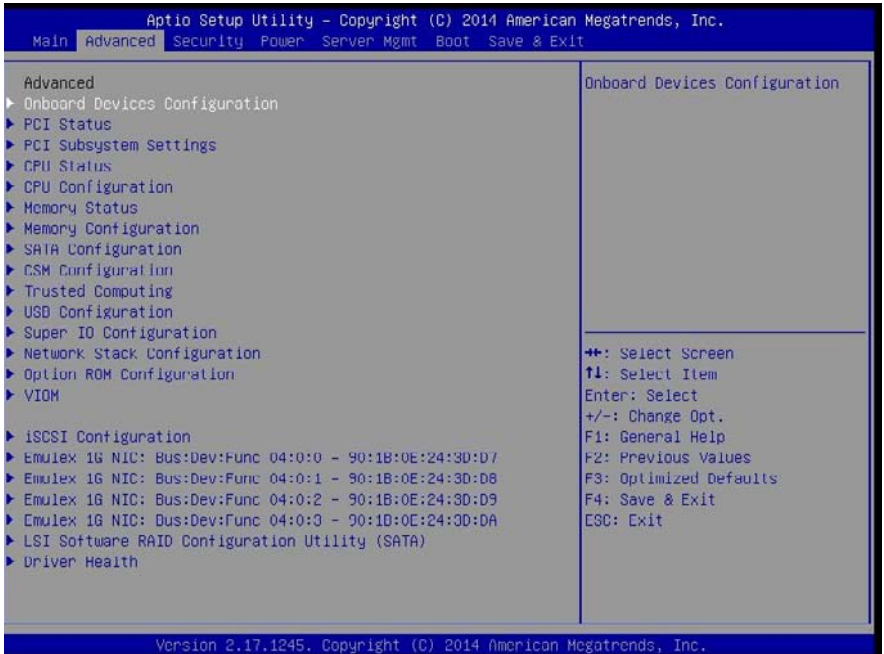 Aptio Setup Utility – Copyright (C) 2014 American Megatrends, Inc.
Main Advanced Security Power Server Mgmt Boot Save & Exit
Advanced
Onboard Devices Configuration
PCI Status
PCI Subsystem Settings
CPU Status
CPU Configuration
Memory Status
Memory Configuration
SATA Configuration
CSM Configuration
Trusted Computing
USB Configuration
Super IO Configuration
Network Stack Configuration
Option ROM Configuration
VIOM
iSCSI Configuration
Emulex 1G NIC: Bus:Dev:Func 04:0:0 - 90:1B:0E:24:3D:D7
Emulex 1G NIC: Bus:Dev:Func 04:0:1 - 90:1B:0E:24:3D:D8
Emulex 1G NIC: Bus:Dev:Func 04:0:2 - 90:1B:0E:24:3D:D9
Emulex 1G NIC: Bus:Dev:Func 04:0:3 - 90:1B:0E:24:3D:DA
LSI Software RAID Configuration Utility (SATA)
Driver Health
Onboard Devices Configuration
→←: Select Screen
↑↓: Select Item
Enter: Select
+/-: Change Opt.
F1: General Help
F2: Previous Values
F3: Optimized Defaults
F4: Save & Exit
ESC: Exit
Version 2.17.1245. Copyright (C) 2014 American Megatrends, Inc.